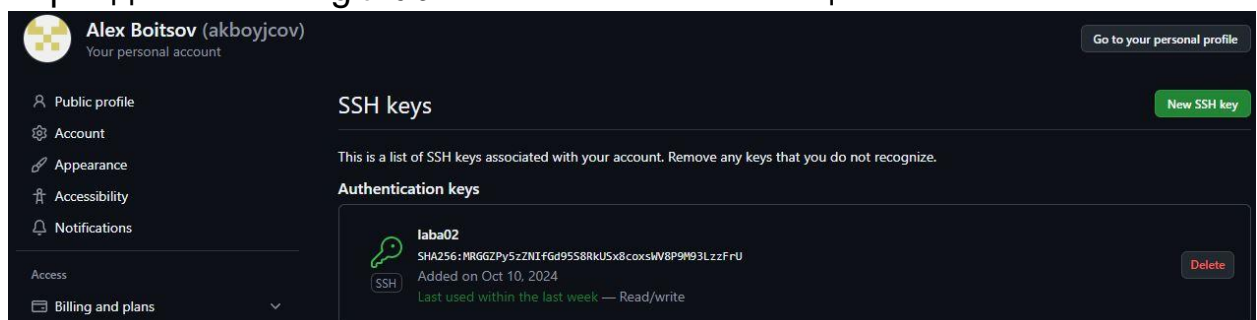 Alex Boitsov (akboyjcov)
Your personal account
Go to your personal profile
Public profile
Account
Appearance
Accessibility
Notifications
Access
Billing and plans
SSH keys
New SSH key
This is a list of SSH keys associated with your account. Remove any keys that you do not recognize.
Authentication keys
laba02
SHA256:MRGGZPy5zZNIfGd95S8RkUSx8coxsWV8P9M93LzzFrU
Added on Oct 10, 2024
Last used within the last week — Read/write
SSH
Delete